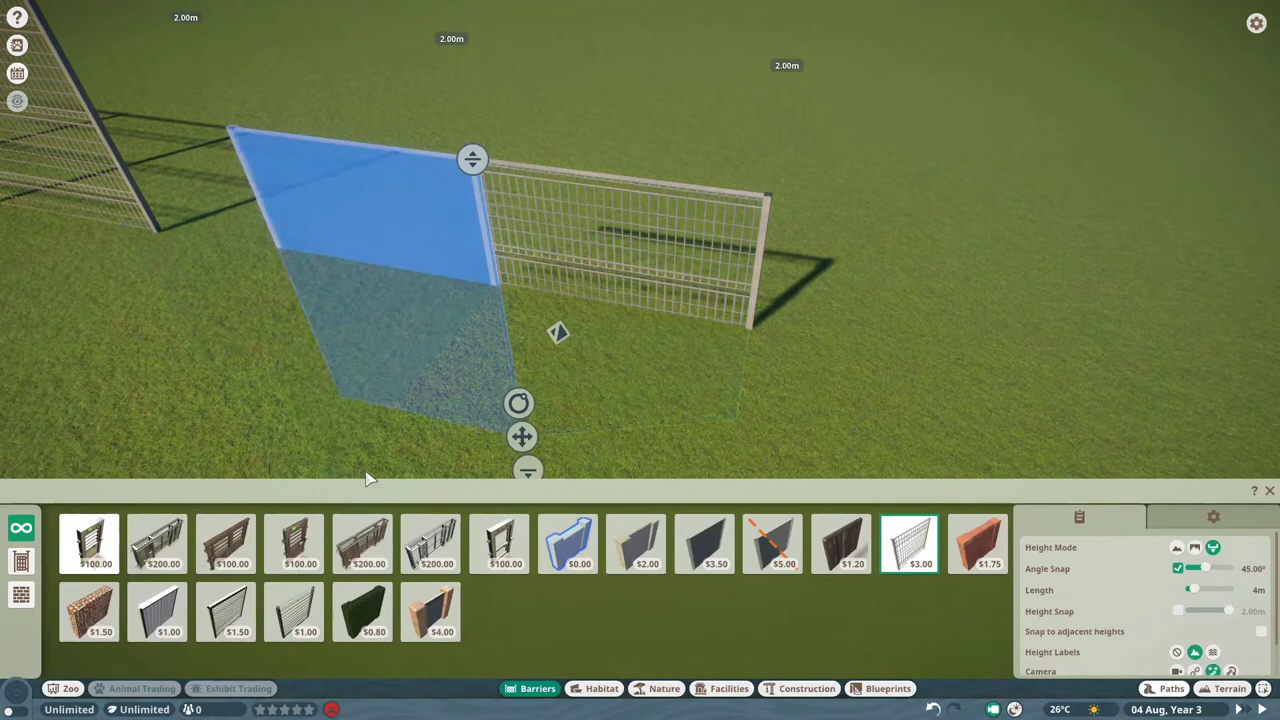 2.00m
2.00m
2.00m
?
? ×
$100.00 $200.00 $100.00 $100.00 $200.00 $200.00 $100.00 $0.00 $2.00 $3.50 $5.00 $1.20 $3.00 $1.75
$1.50 $1.00 $1.50 $1.00 $0.80 $4.00
Height Mode
Angle Snap 45.00°
Length 4m
Height Snap 2.00m
Snap to adjacent heights
Height Labels
Camera
Zoo Animal Trading Exhibit Trading Barriers Habitat Nature Facilities Construction Blueprints Paths Terrain
Unlimited Unlimited 0 26°C 04 Aug, Year 3